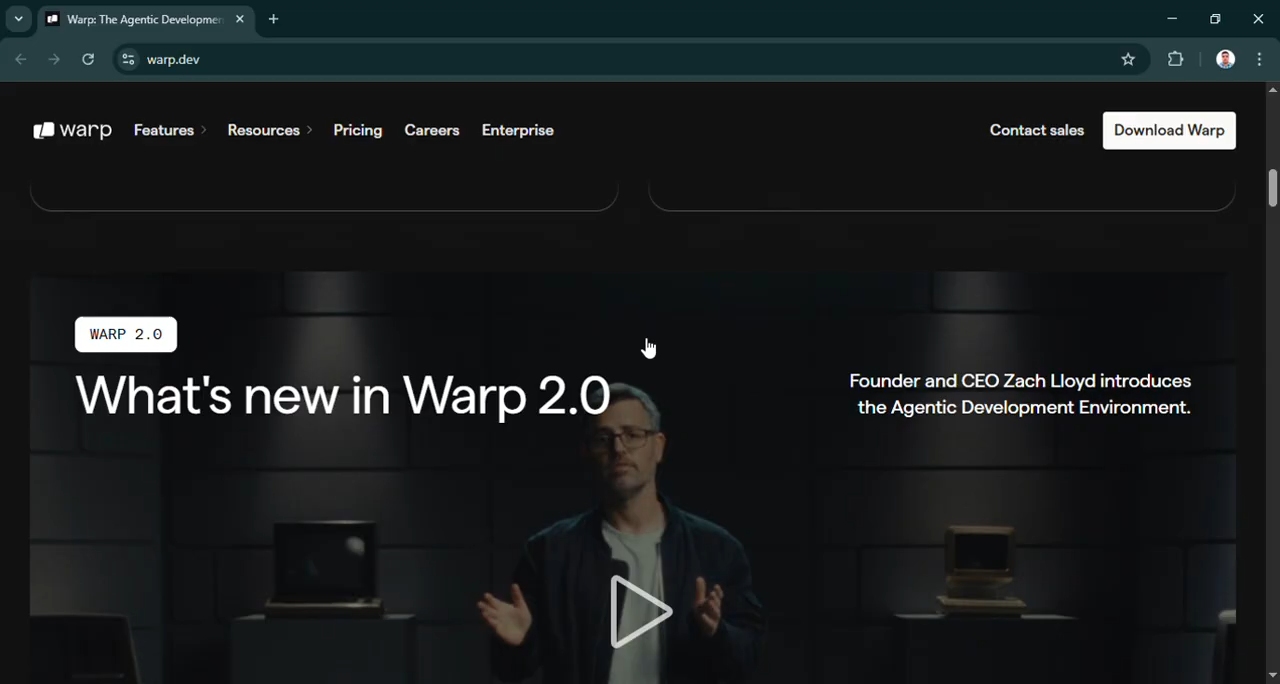 Warp: The Agentic Developmen
warp.dev
warp
Features
Resources
Pricing
Careers
Enterprise
Contact sales
Download Warp
WARP 2.0
What's new in Warp 2.0
Founder and CEO Zach Lloyd introduces
the Agentic Development Environment.